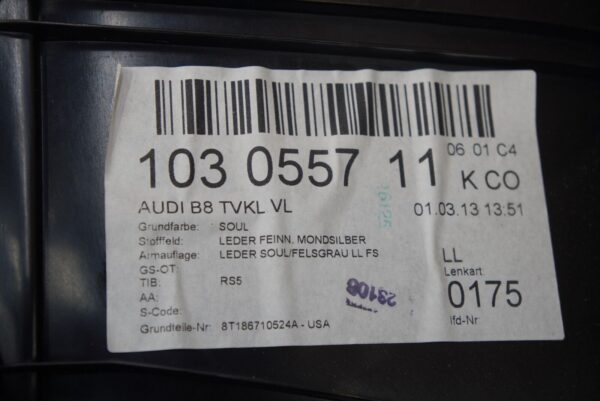 06 01 C4
103 0557 11 K CO
AUDI B8 TVKL VL 01.03.13 13:51
Grundfarbe: SOUL
Stoffeld: LEDER FEINN. MONDSILBER
Armauflage: LEDER SOUL/FELSGRAU LL FS
GS-OT:
TIB: RS5
AA:
S-Code:
Grundteile-Nr: 8T186710524A - USA
LL
Lenkart
0175
lfd-Nr
23106